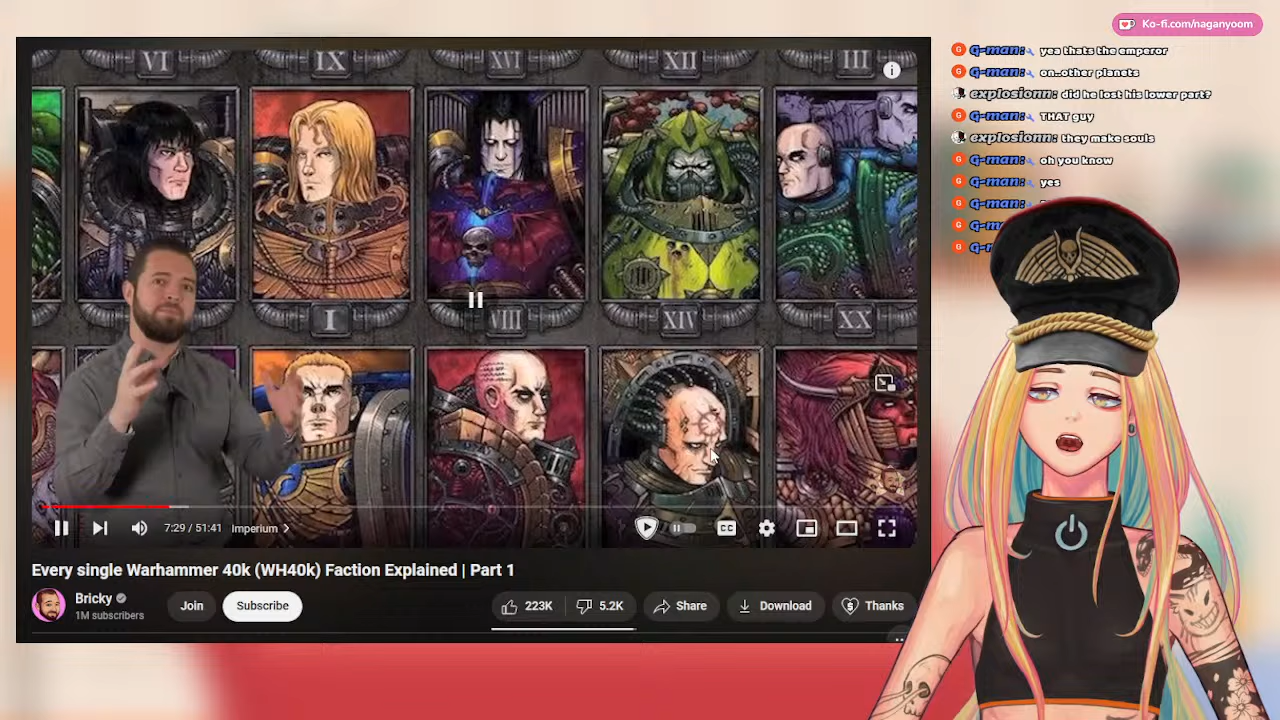 Ko-fi.com/naganyoom
VI
IX
XVI
XII
III
I
VIII
XIV
XX
7:29 / 51:41 Imperium >
CC
Every single Warhammer 40k (WH40k) Faction Explained | Part 1
Bricky
1M subscribers
Join
Subscribe
223K
5.2K
Share
Download
Thanks
G-man: yea thats the emperor
G-man: on..other planets
explosionn: did he lost his lower part?
G-man: THAT guy
explosionn: they make souls
G-man: oh you know
G-man: yes
G-man: